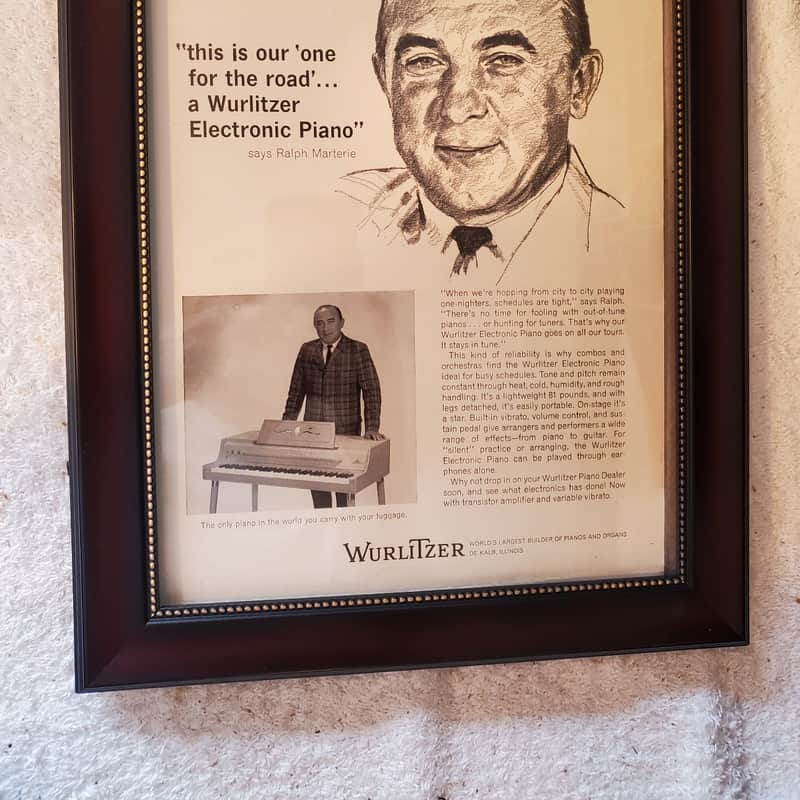 "this is our 'one
for the road'...
a Wurlitzer
Electronic Piano"
says Ralph Marterie
"When we're hopping from city to city playing
one-nighters, schedules are tight," says Ralph.
"There's no time for fooling with out-of-tune
pianos . . . or hunting for tuners. That's why our
Wurlitzer Electronic Piano goes on all our tours.
It stays in tune."
This kind of reliability is why combos and
orchestras find the Wurlitzer Electronic Piano
ideal for busy schedules. Tone and pitch remain
constant through heat, cold, humidity, and rough
handling. It's a lightweight 81 pounds, and with
legs detached, it's easily portable. On-stage it's
a star. Built-in vibrato, volume control, and sus-
tain pedal give arrangers and performers a wide
range of effects—from piano to guitar. For
"silent" practice or arranging, the Wurlitzer
Electronic Piano can be played through ear-
phones alone.
Why not drop in on your Wurlitzer Piano Dealer
soon, and see what electronics has done! Now
with transistor amplifier and variable vibrato.
The only piano in the world you carry with your luggage.
WURLITZER WORLD'S LARGEST BUILDER OF PIANOS AND ORGANS
DE KALB, ILLINOIS